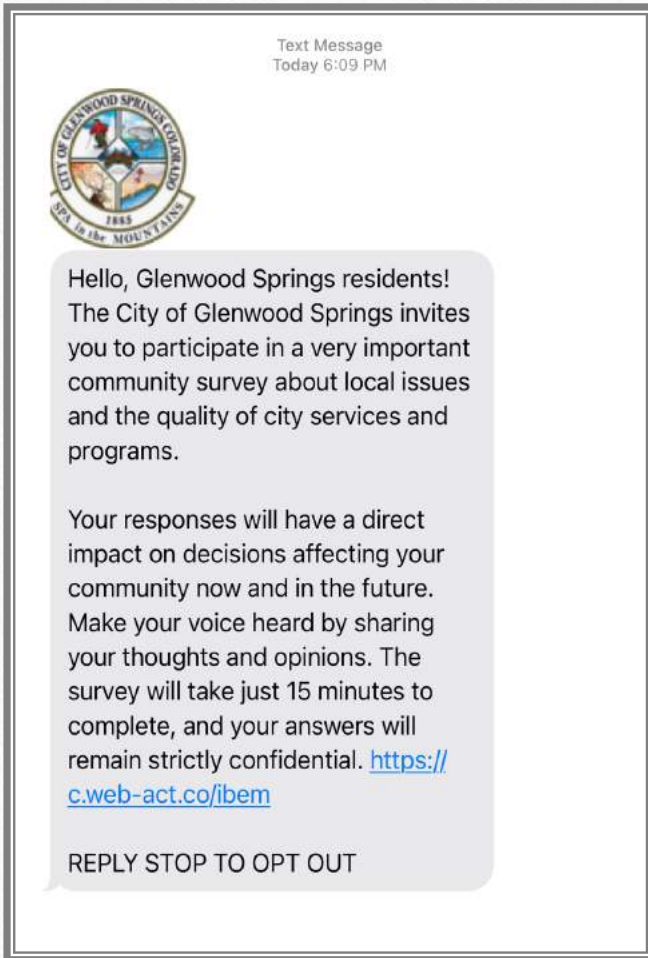 Text Message
Today 6:09 PM
CITY OF GLENWOOD SPRINGS COLORADO
1885
SPA in the MOUNTAINS
Hello, Glenwood Springs residents!
The City of Glenwood Springs invites
you to participate in a very important
community survey about local issues
and the quality of city services and
programs.
Your responses will have a direct
impact on decisions affecting your
community now and in the future.
Make your voice heard by sharing
your thoughts and opinions. The
survey will take just 15 minutes to
complete, and your answers will
remain strictly confidential. https://
c.web-act.co/ibem
REPLY STOP TO OPT OUT